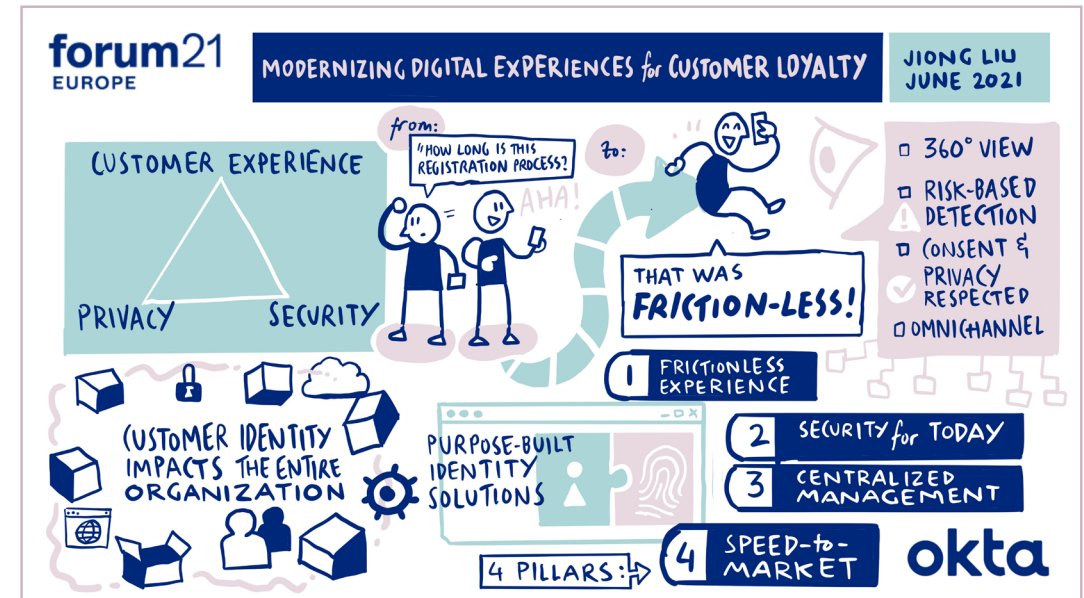 forum21
EUROPE
MODERNIZING DIGITAL EXPERIENCES for CUSTOMER LOYALTY
JIONG LIU
JUNE 2021
CUSTOMER EXPERIENCE
PRIVACY
SECURITY
from:
"HOW LONG IS THIS
REGISTRATION PROCESS?
AHA!
to:
THAT WAS
FRICTION-LESS!
360° VIEW
RISK-BASED
DETECTION
CONSENT &
PRIVACY
RESPECTED
OMNICHANNEL
CUSTOMER IDENTITY
IMPACTS THE ENTIRE
ORGANIZATION
PURPOSE-BUILT
IDENTITY
SOLUTIONS
4 PILLARS:
1 FRICTIONLESS
EXPERIENCE
2 SECURITY for TODAY
3 CENTRALIZED
MANAGEMENT
4 SPEED-to-
MARKET
okta